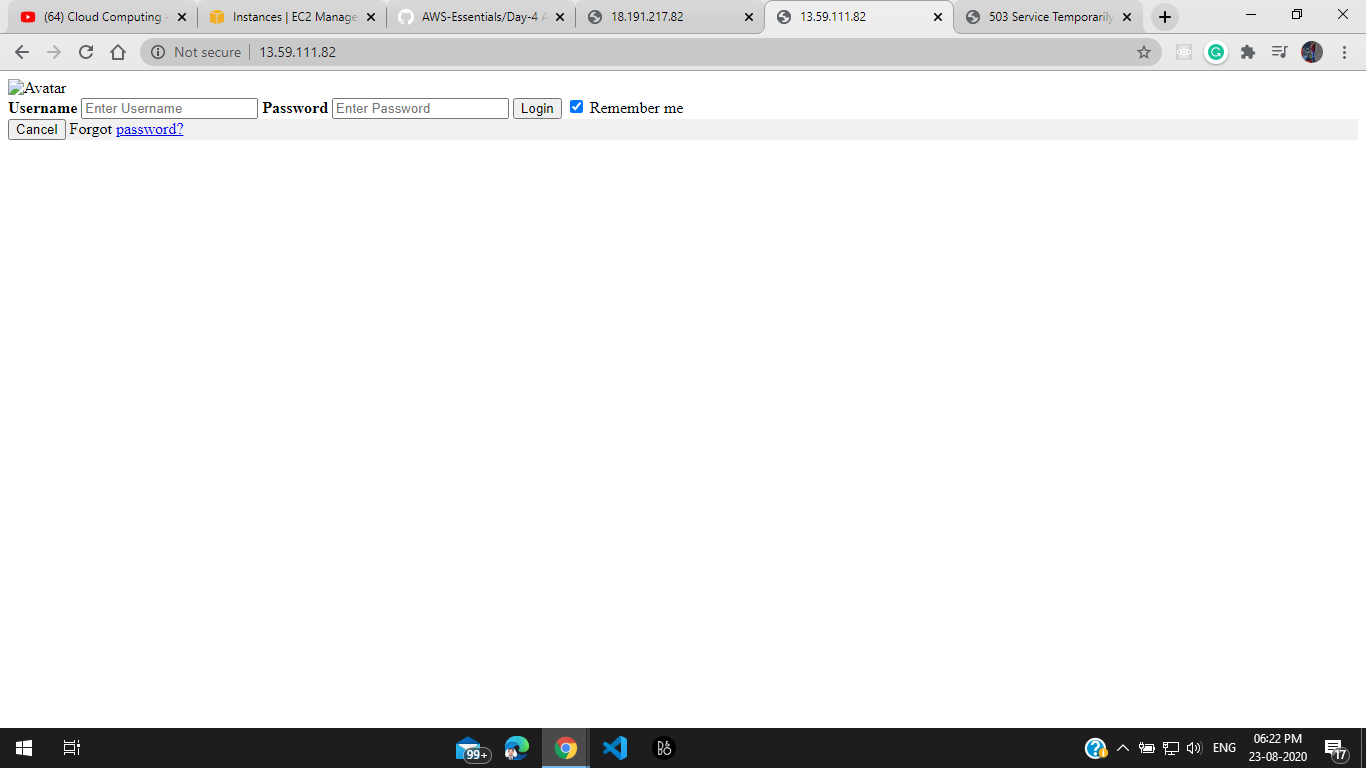 (64) Cloud Computing -
Instances | EC2 Manage
AWS-Essentials/Day-4 A
18.191.217.82
13.59.111.82
503 Service Temporarily
Not secure
13.59.111.82
Avatar
Username Enter Username Password Enter Password Login Remember me
Cancel Forgot password?
99+
ENG
06:22 PM
23-08-2020
17